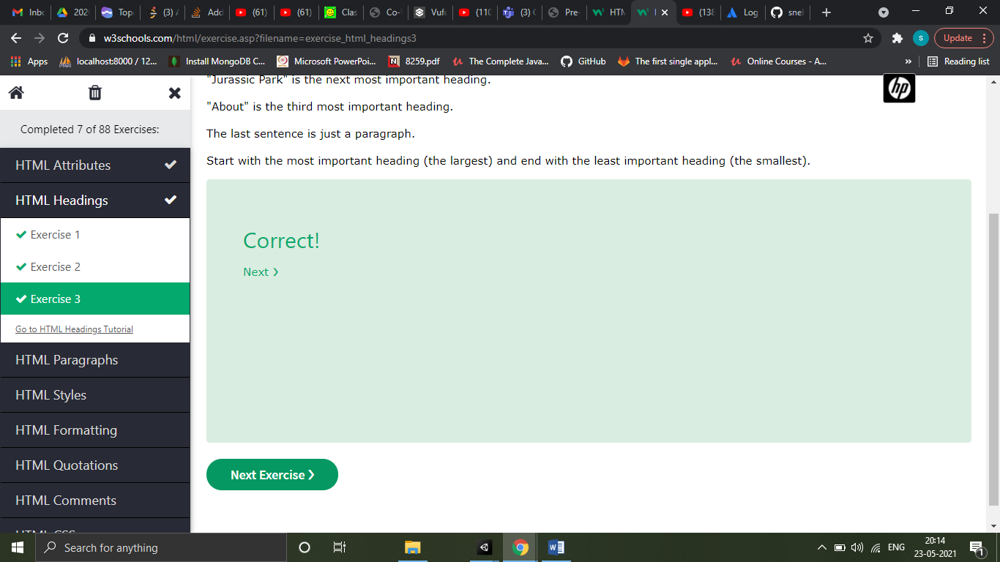 Inbo
202
Top
(3) A
Add
(61)
(61)
Clas
Co-
Vufo
(110
(3) C
Pre-
HTM
(138
Log
snel
w3schools.com/html/exercise.asp?filename=exercise_html_headings3
S
Update
Apps
localhost:8000 / 12...
Install MongoDB C...
Microsoft PowerPoi...
8259.pdf
The Complete Java...
GitHub
The first single appl...
Online Courses - A...
»
Reading list
"Jurassic Park" is the next most important heading.
hp
Completed 7 of 88 Exercises:
"About" is the third most important heading.
The last sentence is just a paragraph.
Start with the most important heading (the largest) and end with the least important heading (the smallest).
HTML Attributes
HTML Headings
Exercise 1
Exercise 2
Exercise 3
Go to HTML Headings Tutorial
HTML Paragraphs
HTML Styles
HTML Formatting
HTML Quotations
HTML Comments
HTML CSS
Correct!
Next ❯
Next Exercise ❯
Search for anything
ENG
20:14
23-05-2021
1